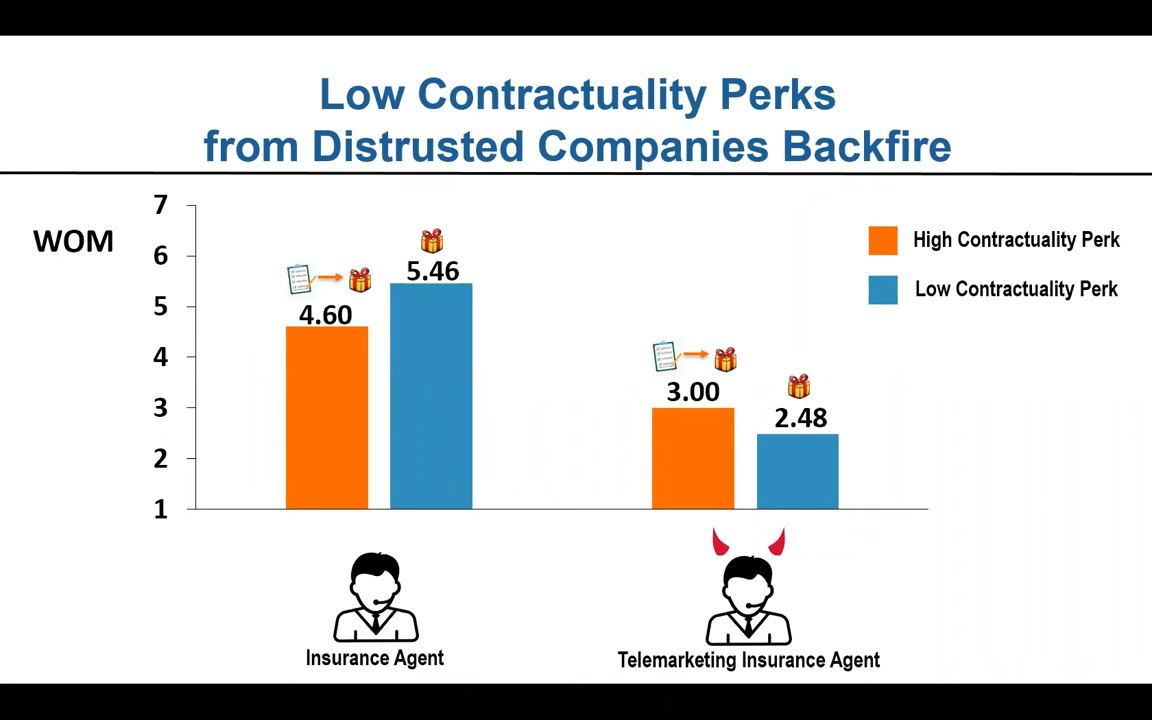 Low Contractuality Perks
from Distrusted Companies Backfire
WOM
7
6
5
4
3
2
1
4.60
5.46
3.00
2.48
High Contractuality Perk
Low Contractuality Perk
Insurance Agent
Telemarketing Insurance Agent